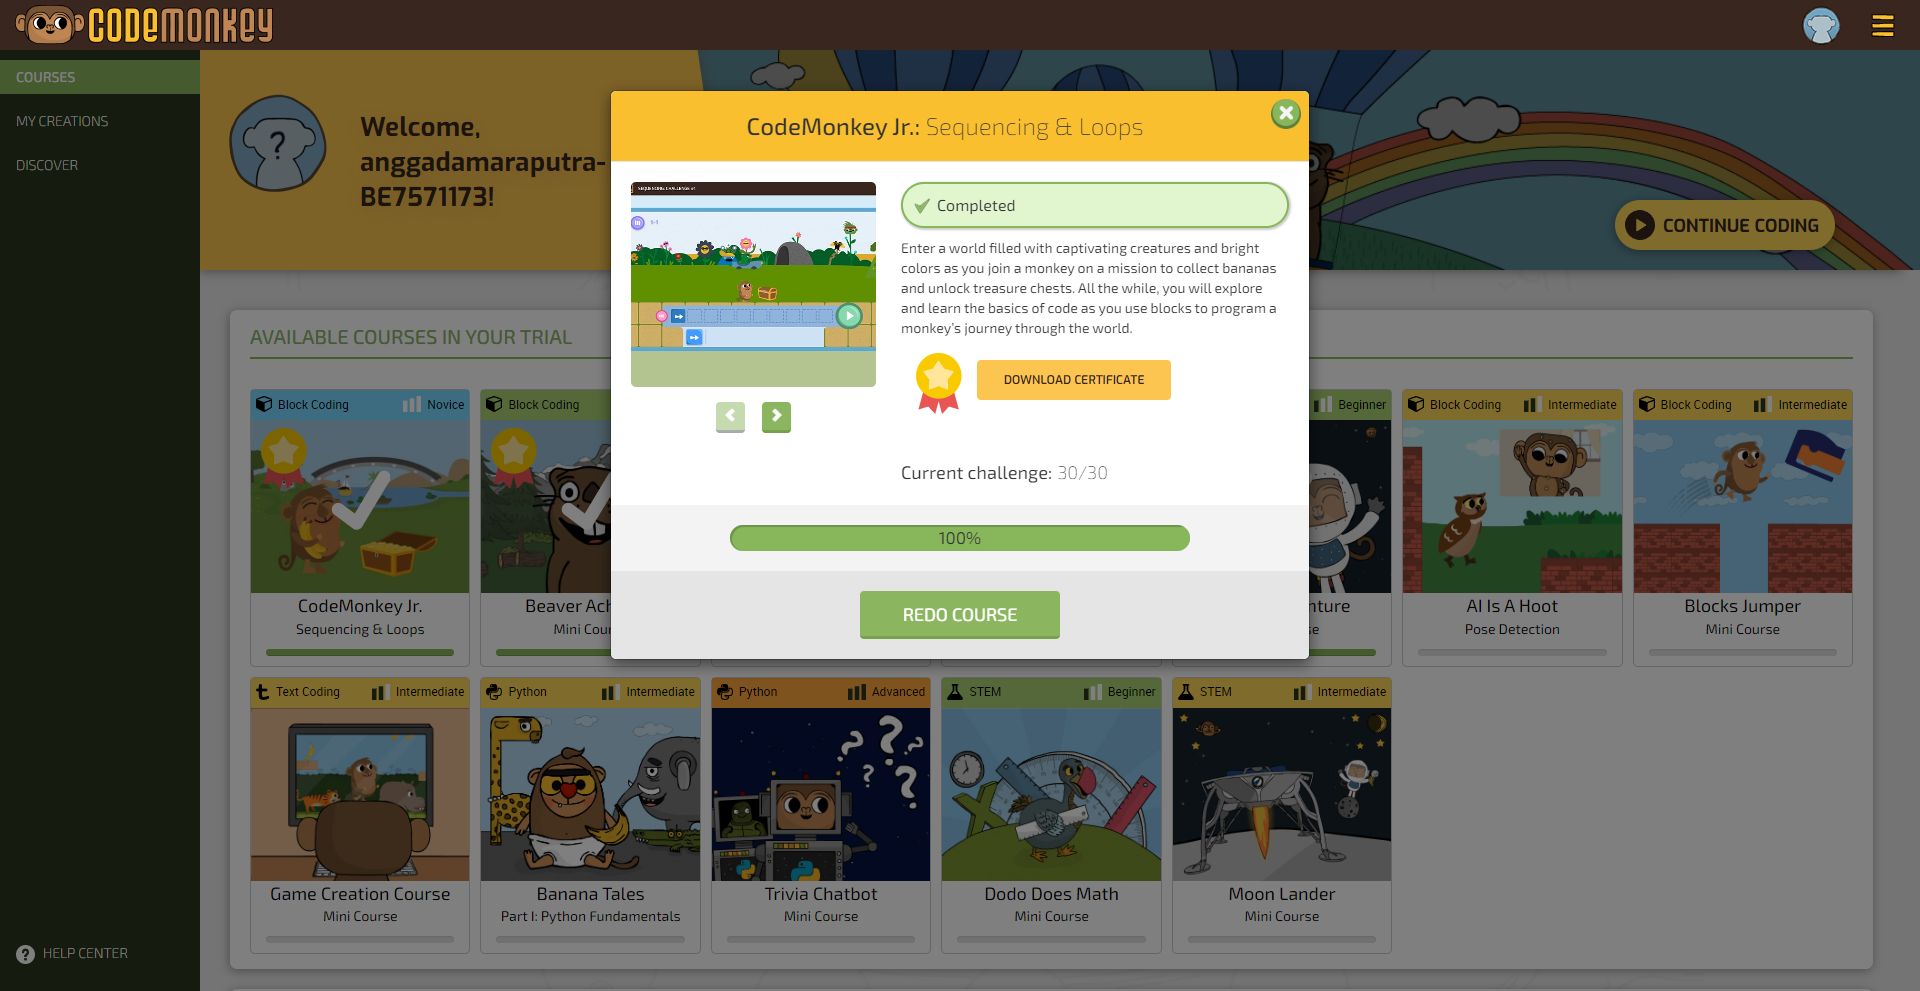 CODEMONKEY
COURSES
MY CREATIONS
DISCOVER
HELP CENTER
Welcome,
anggadamaraputra-
BE7571173!
CONTINUE CODING
AVAILABLE COURSES IN YOUR TRIAL
CodeMonkey Jr.: Sequencing & Loops
SEQUENCING CHALLENGE #1
1-1
Completed
Enter a world filled with captivating creatures and bright
colors as you join a monkey on a mission to collect bananas
and unlock treasure chests. All the while, you will explore
and learn the basics of code as you use blocks to program a
monkey's journey through the world.
DOWNLOAD CERTIFICATE
Current challenge: 30/30
100%
REDO COURSE
Block Coding Novice
CodeMonkey Jr.
Sequencing & Loops
Block Coding
Beaver Ach
Mini Cour
Beginner
nture
se
Block Coding Intermediate
AI Is A Hoot
Pose Detection
Block Coding Intermediate
Blocks Jumper
Mini Course
Text Coding Intermediate
Game Creation Course
Mini Course
Python Intermediate
Banana Tales
Part I: Python Fundamentals
Python Advanced
Trivia Chatbot
Mini Course
STEM Beginner
Dodo Does Math
Mini Course
STEM Intermediate
Moon Lander
Mini Course